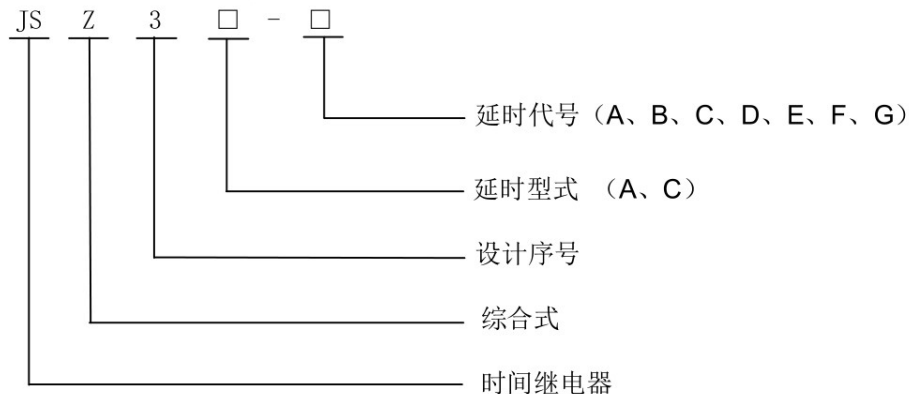 JS Z 3 □ - □
延时代号（A、B、C、D、E、F、G）
延时型式 （A、C）
设计序号
综合式
时间继电器